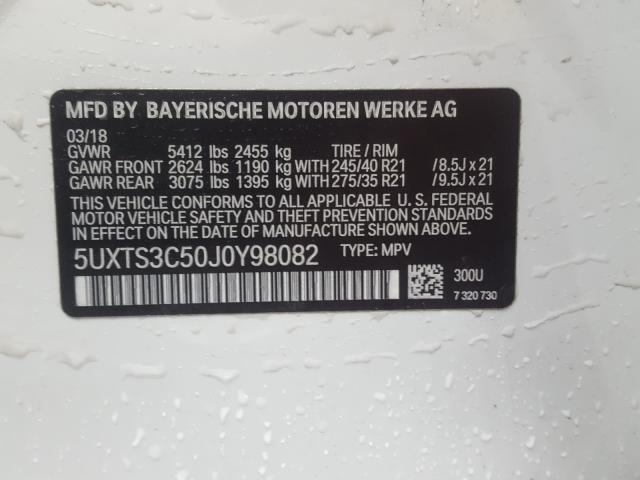 MFD BY BAYERISCHE MOTOREN WERKE AG
03/18
GVWR 5412 lbs 2455 kg TIRE / RIM
GAWR FRONT 2624 lbs 1190 kg WITH 245/40 R21 /8.5J x 21
GAWR REAR 3075 lbs 1395 kg WITH 275/35 R21 /9.5J x 21
THIS VEHICLE CONFORMS TO ALL APPLICABLE U. S. FEDERAL
MOTOR VEHICLE SAFETY AND THEFT PREVENTION STANDARDS
IN EFFECT ON THE DATE OF MANUFACTURE SHOWN ABOVE.
5UXTS3C50J0Y98082 TYPE: MPV
300U
7 320 730